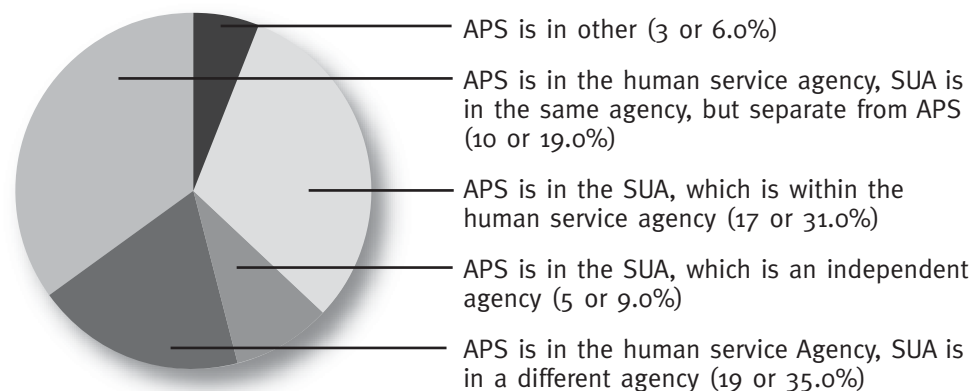 APS is in other (3 or 6.0%)
APS is in the human service agency, SUA is
in the same agency, but separate from APS
(10 or 19.0%)
APS is in the SUA, which is within the
human service agency (17 or 31.0%)
APS is in the SUA, which is an independent
agency (5 or 9.0%)
APS is in the human service Agency, SUA is
in a different agency (19 or 35.0%)